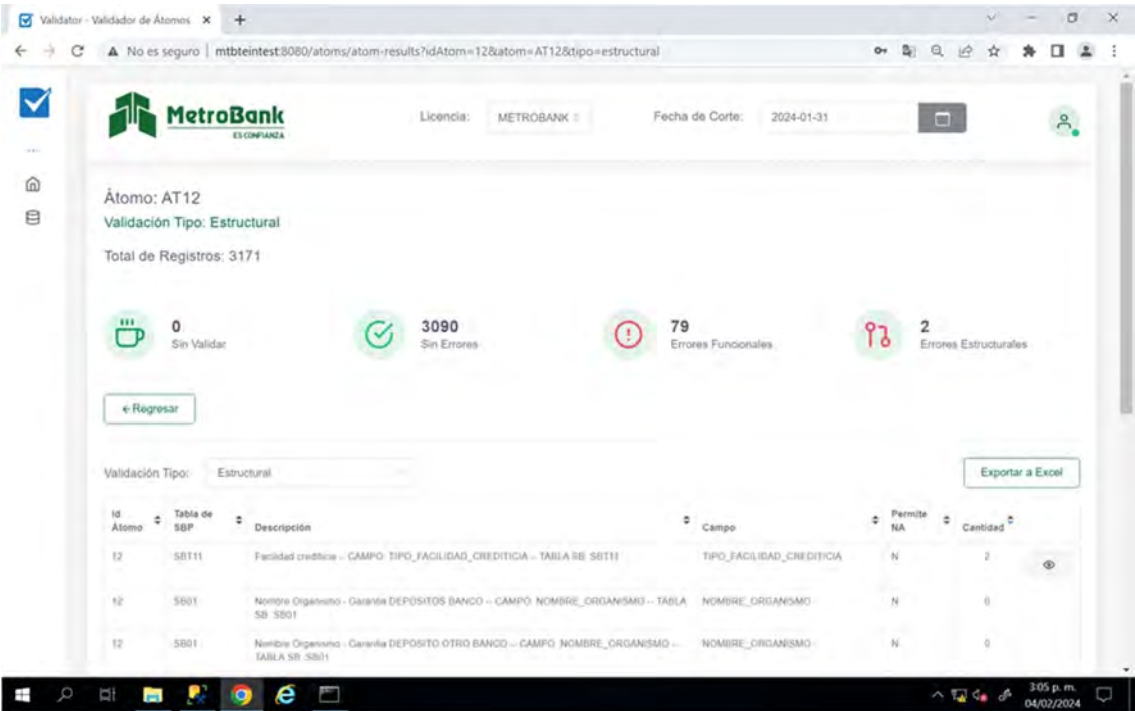 Validator - Validador de Átomos
No es seguro | mtbteintest:8080/atoms/atom-results?idAtom=12&atom=AT12&tipo=estructural
MetroBank
ES CONFIANZA
Licencia: METROBANK
Fecha de Corte: 2024-01-31
Átomo: AT12
Validación Tipo: Estructural
Total de Registros: 3171
0
Sin Validar
3090
Sin Errores
79
Errores Funcionales
2
Errores Estructurales
Regresar
Validación Tipo: Estructural
Exportar a Excel
Id Átomo Tabla de SBP Descripción Campo Permite NA Cantidad
12 SBT11 Facilidad crediticia -- CAMPO: TIPO_FACILIDAD_CREDITICIA -- TABLA SB: SBT11 TIPO_FACILIDAD_CREDITICIA N 2
12 SB01 Nombre Organismo - Garantía DEPOSITOS BANCO -- CAMPO: NOMBRE_ORGANISMO -- TABLA NOMBRE_ORGANISMO N 0
SB: SB01
12 SB01 Nombre Organismo - Garantía DEPOSITO OTRO BANCO -- CAMPO: NOMBRE_ORGANISMO -- NOMBRE_ORGANISMO N 0
TABLA SB: SB01
3:05 p. m.
04/02/2024